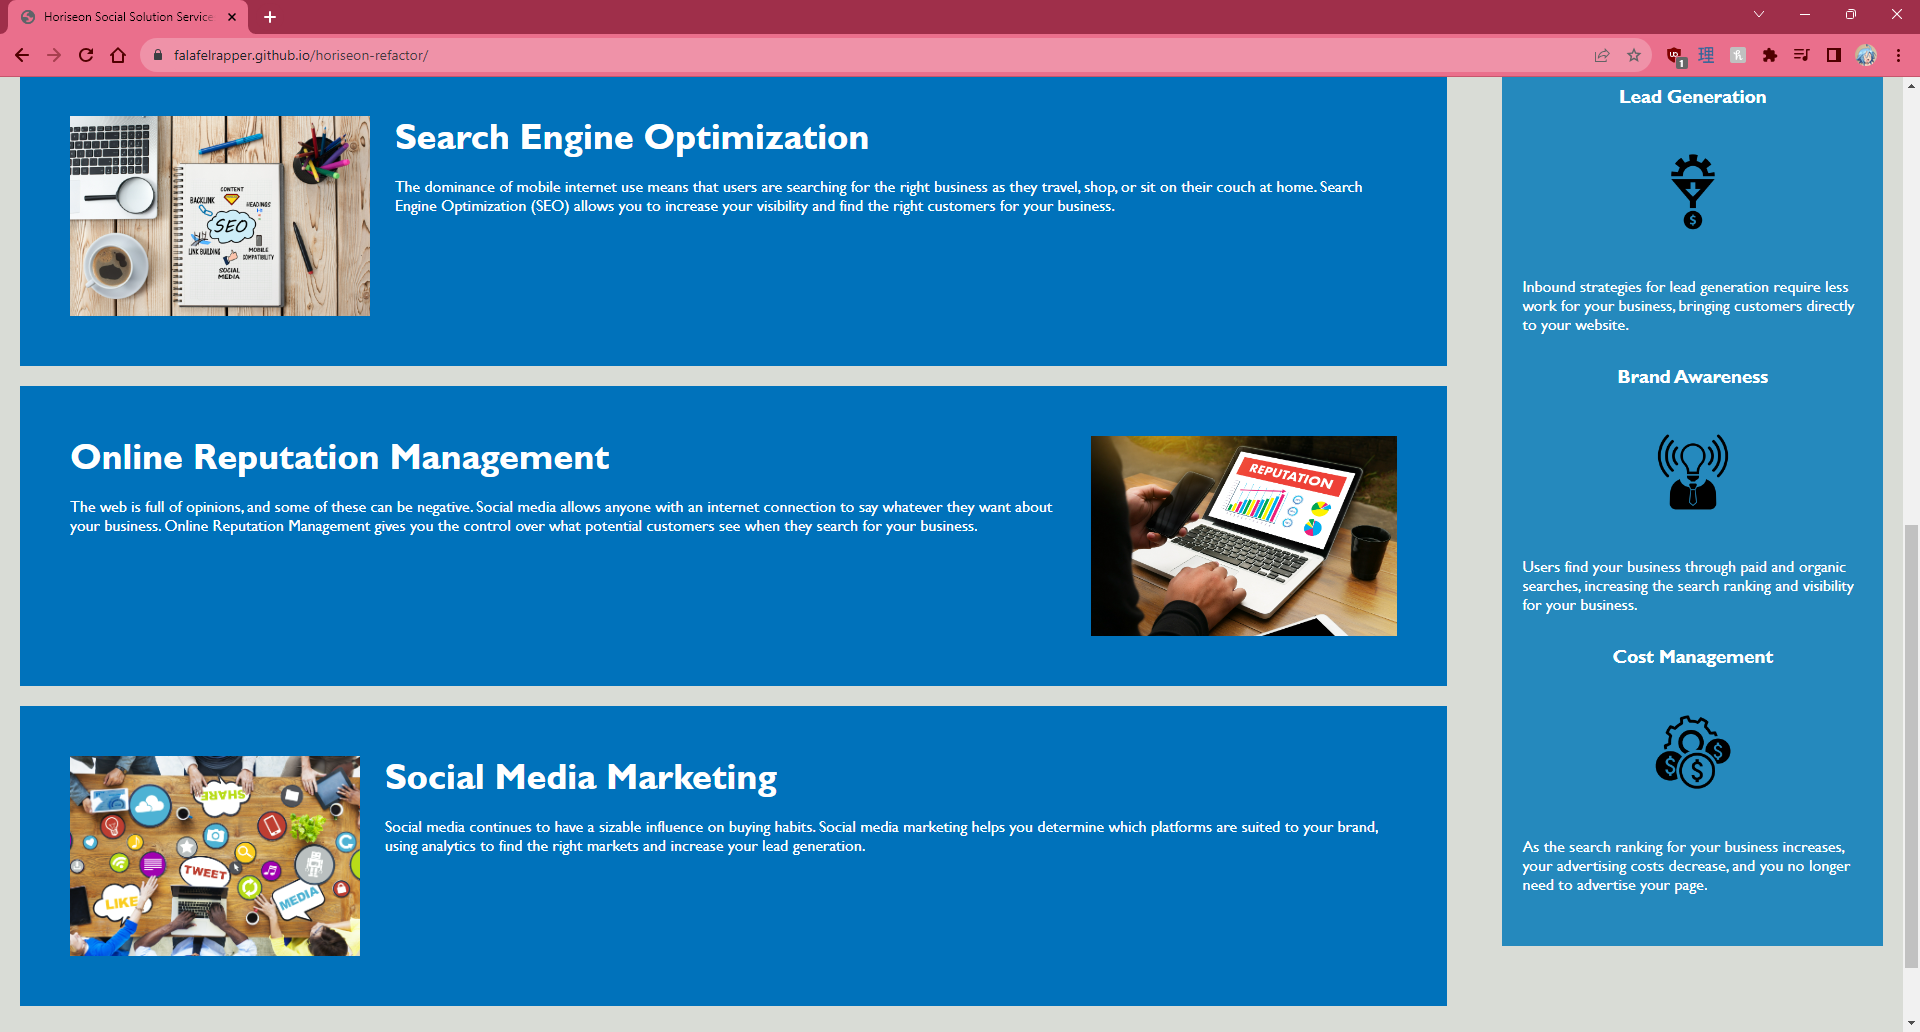 Horiseon Social Solution Service
falafelrapper.github.io/horiseon-refactor/
1
理
CONTENT
BACKLINK
HEADINGS
SEO
LINK BUILDING
MOBILE
COMPATIBILITY
SOCIAL
MEDIA
Search Engine Optimization
The dominance of mobile internet use means that users are searching for the right business as they travel, shop, or sit on their couch at home. Search
Engine Optimization (SEO) allows you to increase your visibility and find the right customers for your business.
Online Reputation Management
The web is full of opinions, and some of these can be negative. Social media allows anyone with an internet connection to say whatever they want about
your business. Online Reputation Management gives you the control over what potential customers see when they search for your business.
REPUTATION
SHARE
TWEET
LIKE
MEDIA
Social Media Marketing
Social media continues to have a sizable influence on buying habits. Social media marketing helps you determine which platforms are suited to your brand,
using analytics to find the right markets and increase your lead generation.
Lead Generation
$
Inbound strategies for lead generation require less
work for your business, bringing customers directly
to your website.
Brand Awareness
Users find your business through paid and organic
searches, increasing the search ranking and visibility
for your business.
Cost Management
$
$
$
As the search ranking for your business increases,
your advertising costs decrease, and you no longer
need to advertise your page.